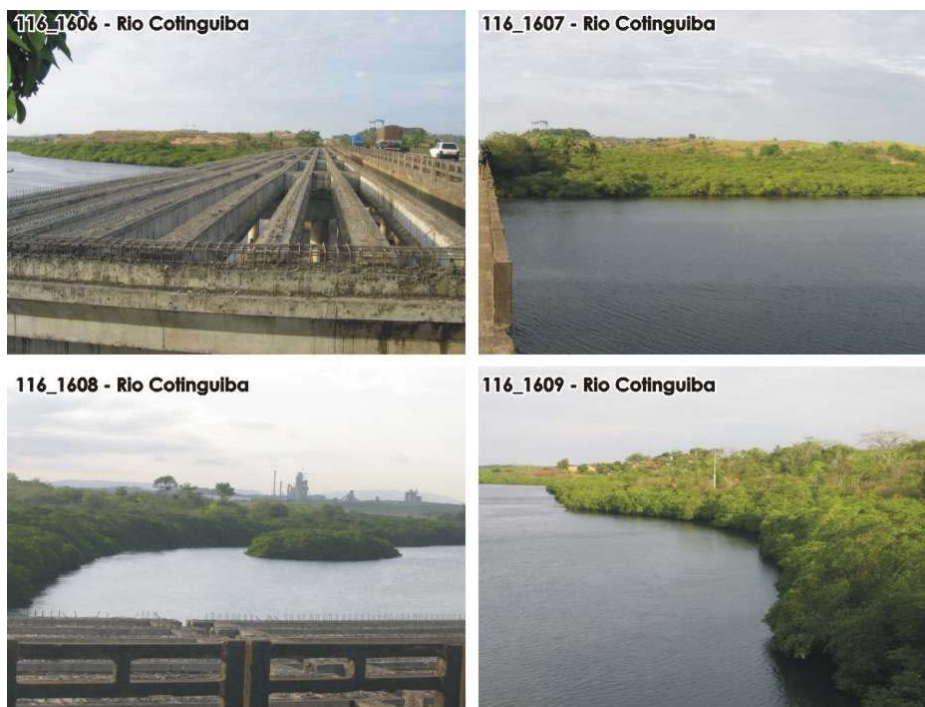 116_1606 - Rio Cotinguiba
116_1607 - Rio Cotinguiba
116_1608 - Rio Cotinguiba
116_1609 - Rio Cotinguiba